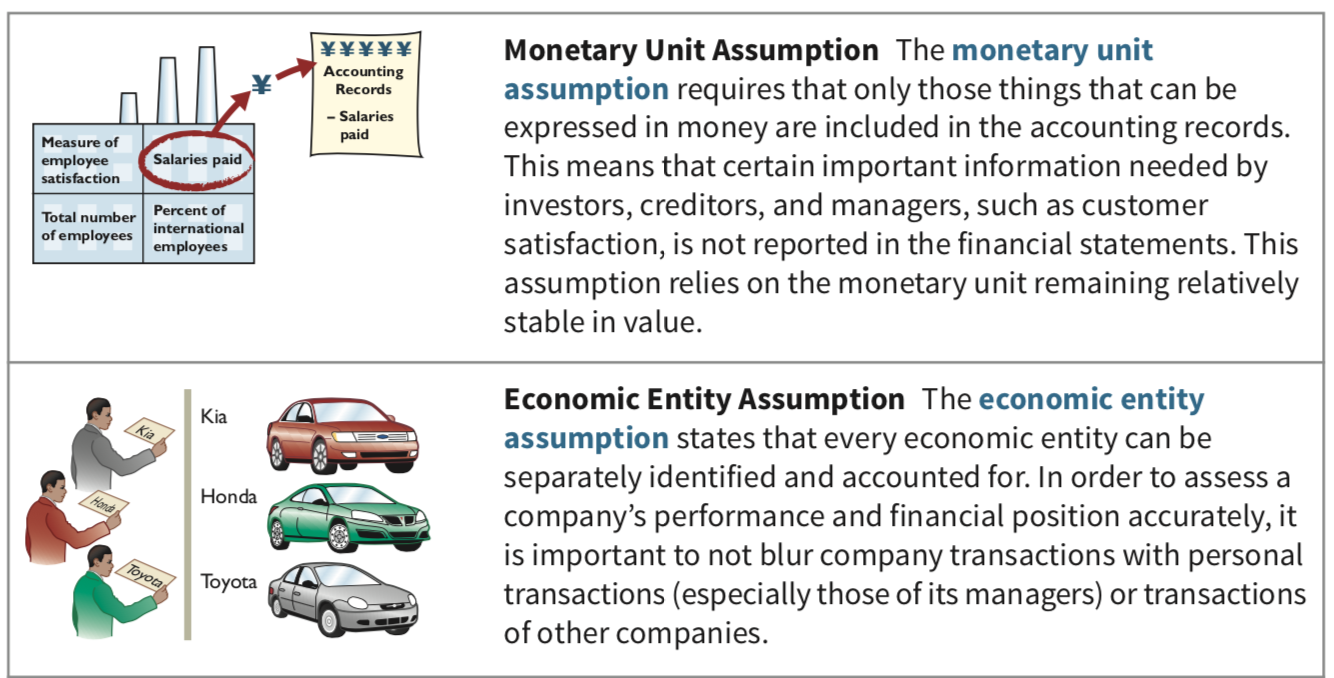 ¥ ¥ ¥ ¥ ¥
Accounting
Records
– Salaries
paid
¥
Measure of
employee
satisfaction
Salaries paid
Total number
of employees
Percent of
international
employees
Monetary Unit Assumption The monetary unit
assumption requires that only those things that can be
expressed in money are included in the accounting records.
This means that certain important information needed by
investors, creditors, and managers, such as customer
satisfaction, is not reported in the financial statements. This
assumption relies on the monetary unit remaining relatively
stable in value.
Kia
Honda
Toyota
Kia
Honda
Toyota
Economic Entity Assumption The economic entity
assumption states that every economic entity can be
separately identified and accounted for. In order to assess a
company’s performance and financial position accurately, it
is important to not blur company transactions with personal
transactions (especially those of its managers) or transactions
of other companies.